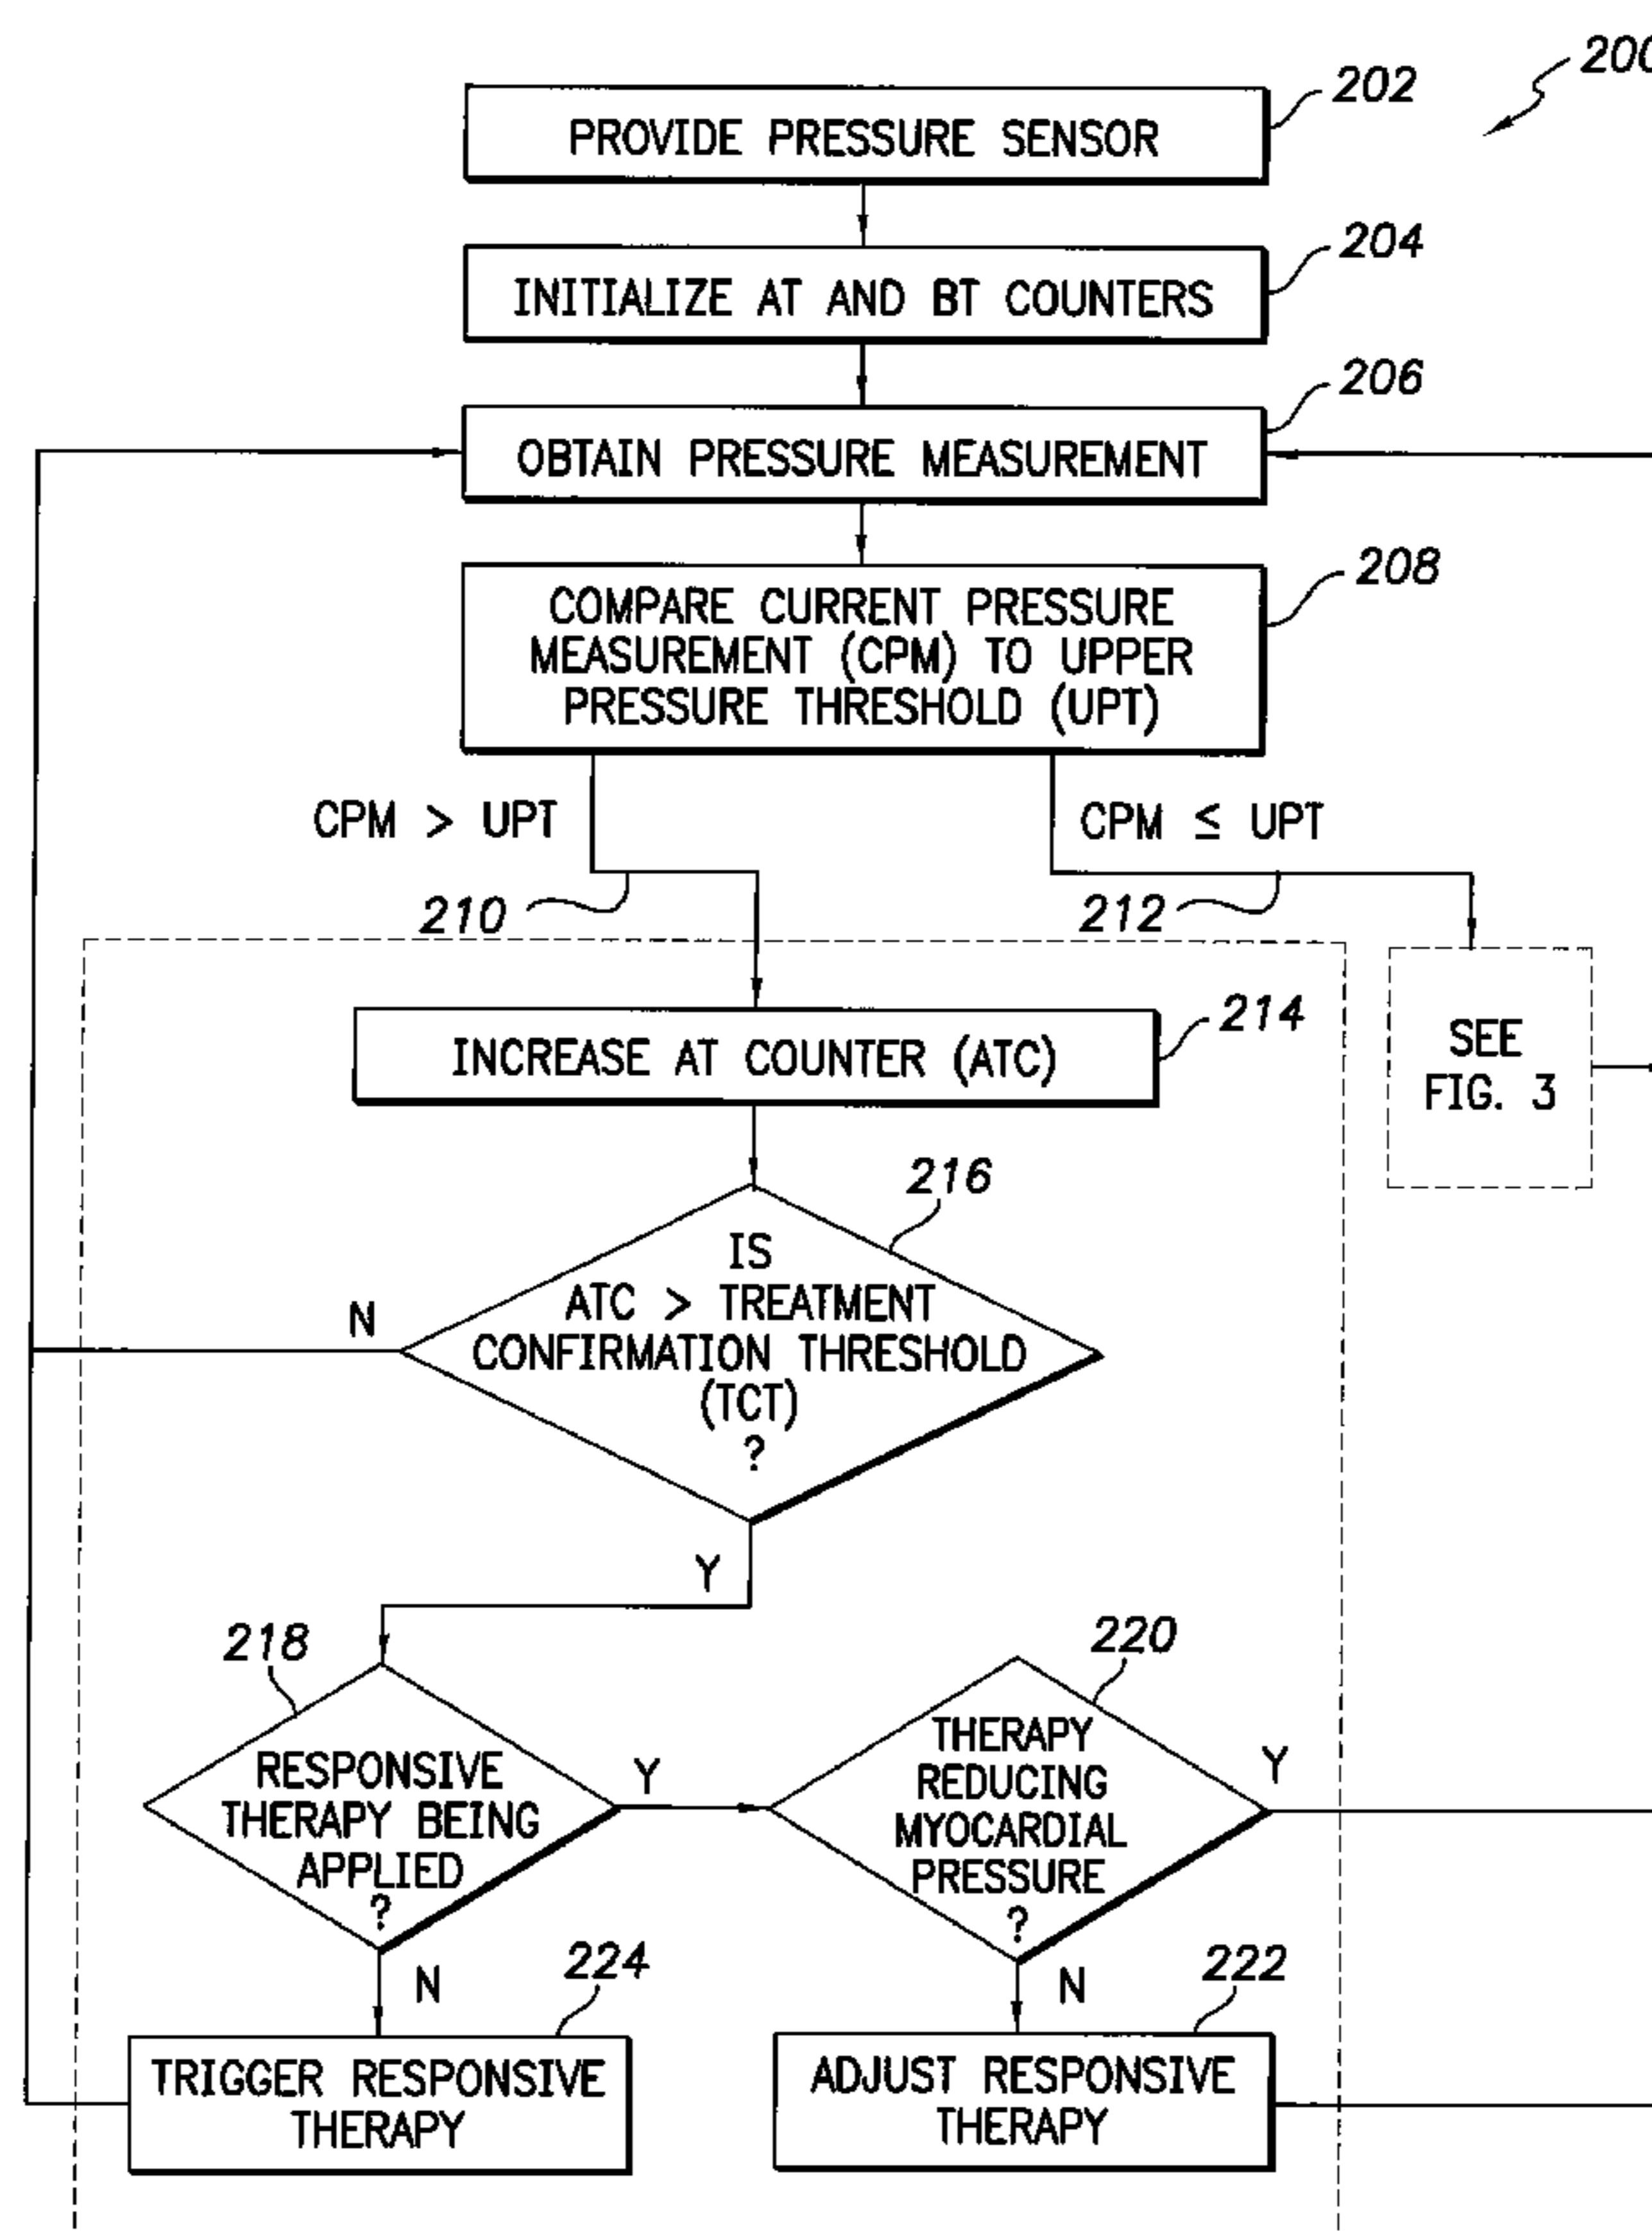 200
202
PROVIDE PRESSURE SENSOR
204
INITIALIZE AT AND BT COUNTERS
206
OBTAIN PRESSURE MEASUREMENT
208
COMPARE CURRENT PRESSURE
MEASUREMENT (CPM) TO UPPER
PRESSURE THRESHOLD (UPT)
CPM > UPT
CPM ≤ UPT
210
212
214
INCREASE AT COUNTER (ATC)
SEE
FIG. 3
216
IS
ATC > TREATMENT
CONFIRMATION THRESHOLD
(TCT)
?
N
Y
218
220
RESPONSIVE
THERAPY BEING
APPLIED
?
Y
THERAPY
REDUCING
MYOCARDIAL
PRESSURE
?
Y
N
224
N
222
TRIGGER RESPONSIVE
THERAPY
ADJUST RESPONSIVE
THERAPY